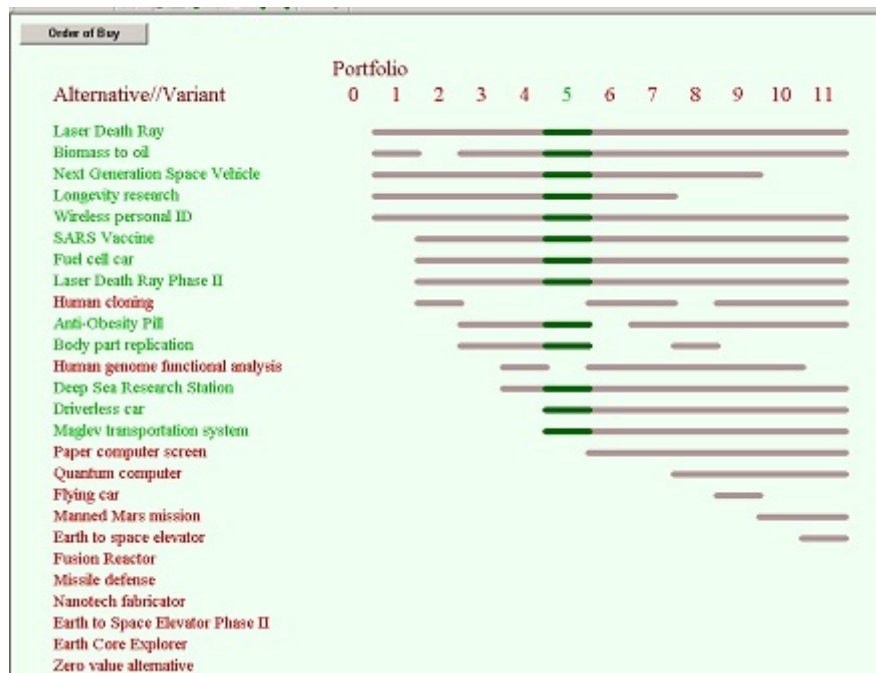 Order of Buy
Portfolio
Alternative//Variant 0 1 2 3 4 5 6 7 8 9 10 11
Laser Death Ray
Biomass to oil
Next Generation Space Vehicle
Longevity research
Wireless personal ID
SARS Vaccine
Fuel cell car
Laser Death Ray Phase II
Human cloning
Anti-Obesity Pill
Body part replication
Human genome functional analysis
Deep Sea Research Station
Driverless car
Maglev transportation system
Paper computer screen
Quantum computer
Flying car
Manned Mars mission
Earth to space elevator
Fusion Reactor
Missile defense
Nanotech fabricator
Earth to Space Elevator Phase II
Earth Core Explorer
Zero value alternative